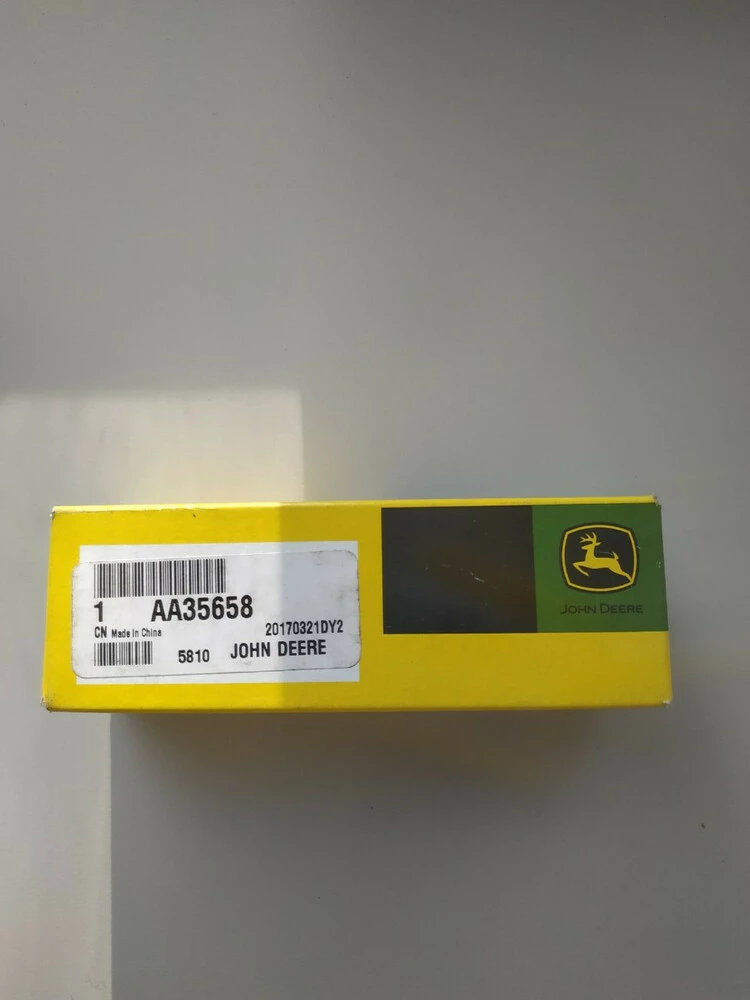 1 AA35658
CN Made in China
20170321DY2
5810 JOHN DEERE
JOHN DEERE